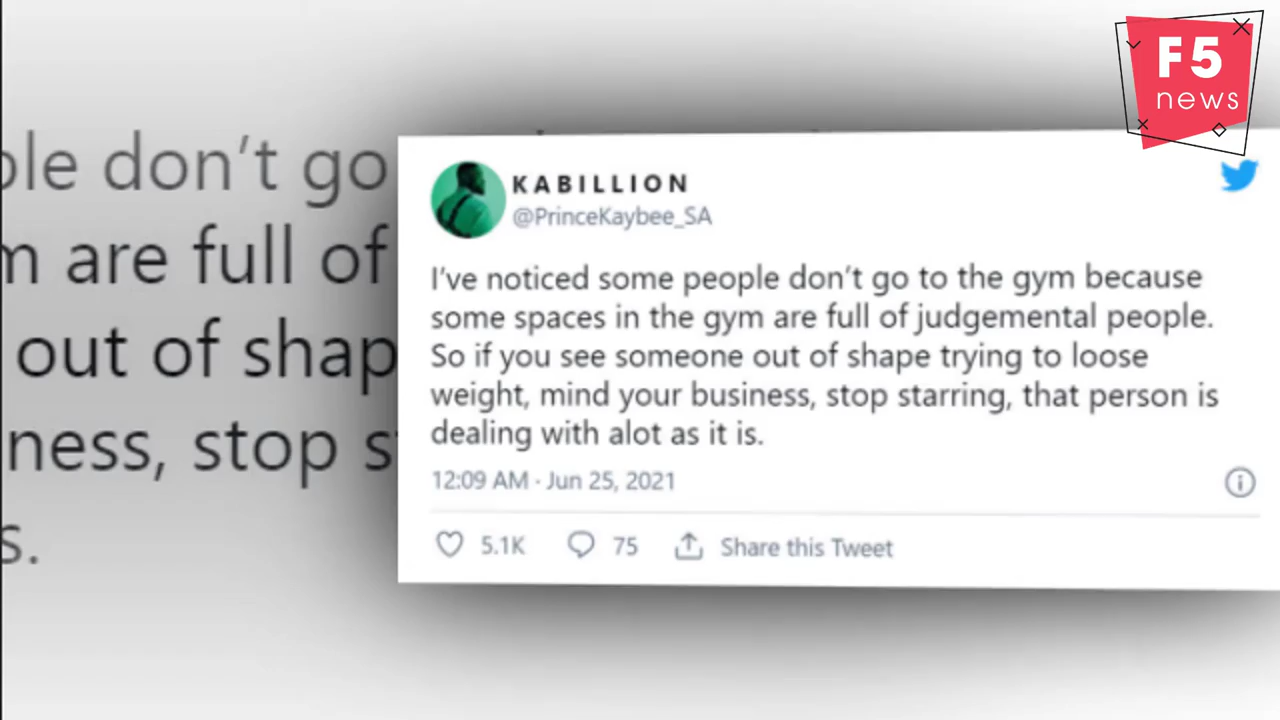 F5
news
ple don't go
m are full of
out of shap
ness, stop s
s.
KABILLION
@PrinceKaybee_SA
I've noticed some people don't go to the gym because
some spaces in the gym are full of judgemental people.
So if you see someone out of shape trying to loose
weight, mind your business, stop starring, that person is
dealing with alot as it is.
12:09 AM · Jun 25, 2021
5.1K 75 Share this Tweet